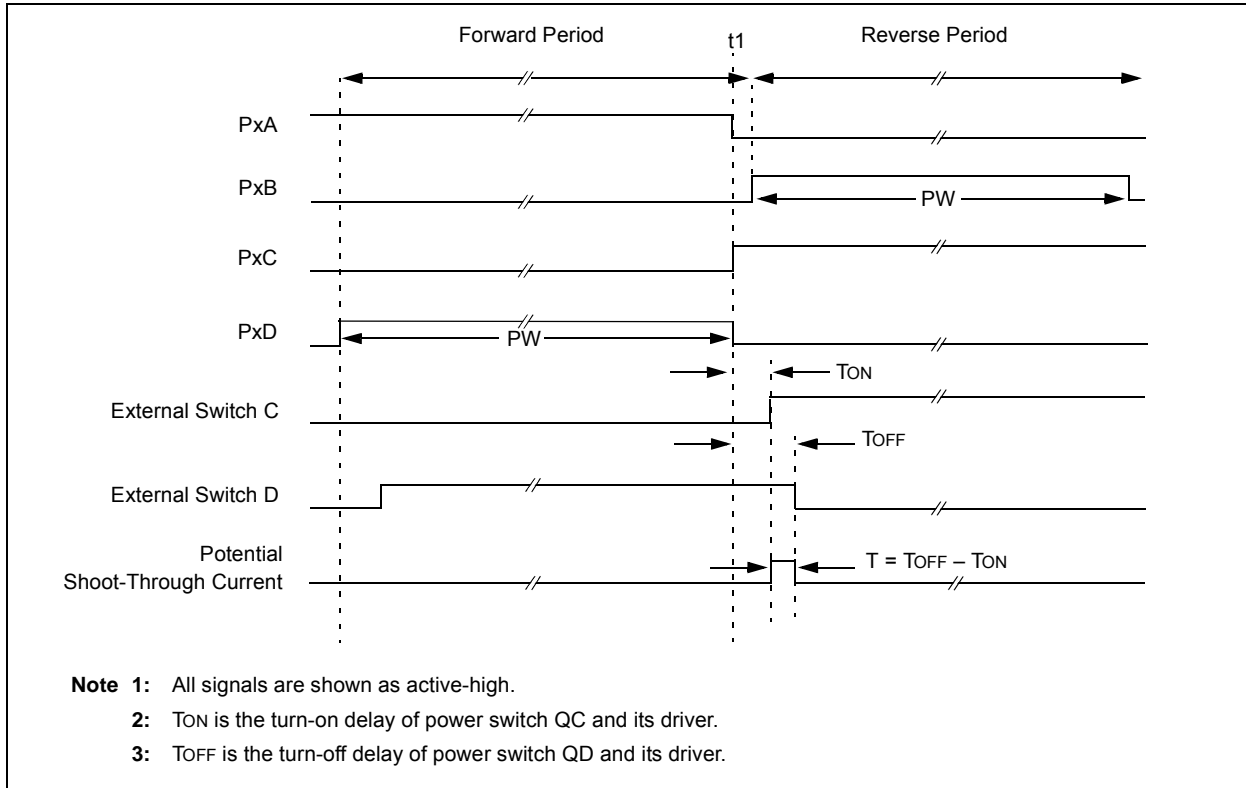 Forward Period
t1
Reverse Period
PxA
PxB
PW
PxC
PxD
PW
TON
External Switch C
TOFF
External Switch D
Potential
Shoot-Through Current
T = TOFF – TON
Note 1: All signals are shown as active-high.
2: TON is the turn-on delay of power switch QC and its driver.
3: TOFF is the turn-off delay of power switch QD and its driver.